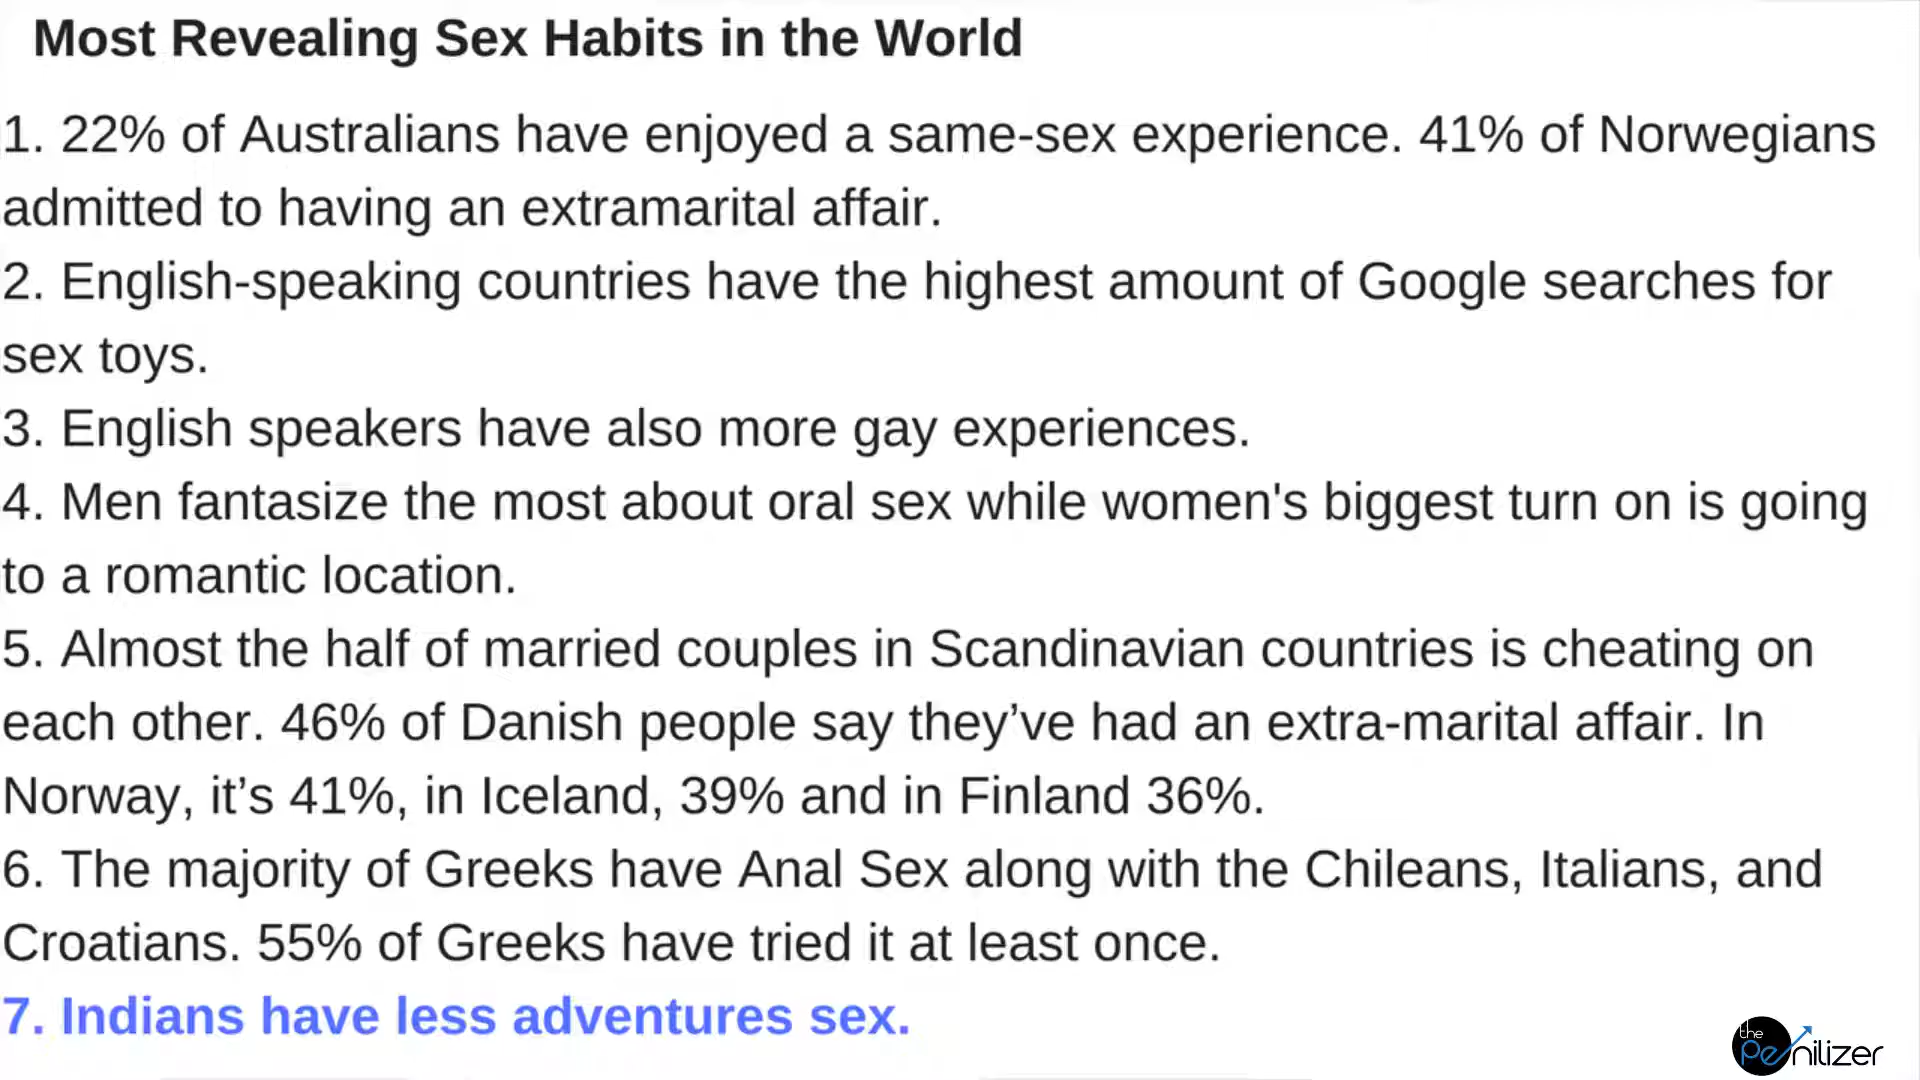 Most Revealing Sex Habits in the World
1. 22% of Australians have enjoyed a same-sex experience. 41% of Norwegians
admitted to having an extramarital affair.
2. English-speaking countries have the highest amount of Google searches for
sex toys.
3. English speakers have also more gay experiences.
4. Men fantasize the most about oral sex while women's biggest turn on is going
to a romantic location.
5. Almost the half of married couples in Scandinavian countries is cheating on
each other. 46% of Danish people say they’ve had an extra-marital affair. In
Norway, it’s 41%, in Iceland, 39% and in Finland 36%.
6. The majority of Greeks have Anal Sex along with the Chileans, Italians, and
Croatians. 55% of Greeks have tried it at least once.
7. Indians have less adventures sex.
the
Penilizer